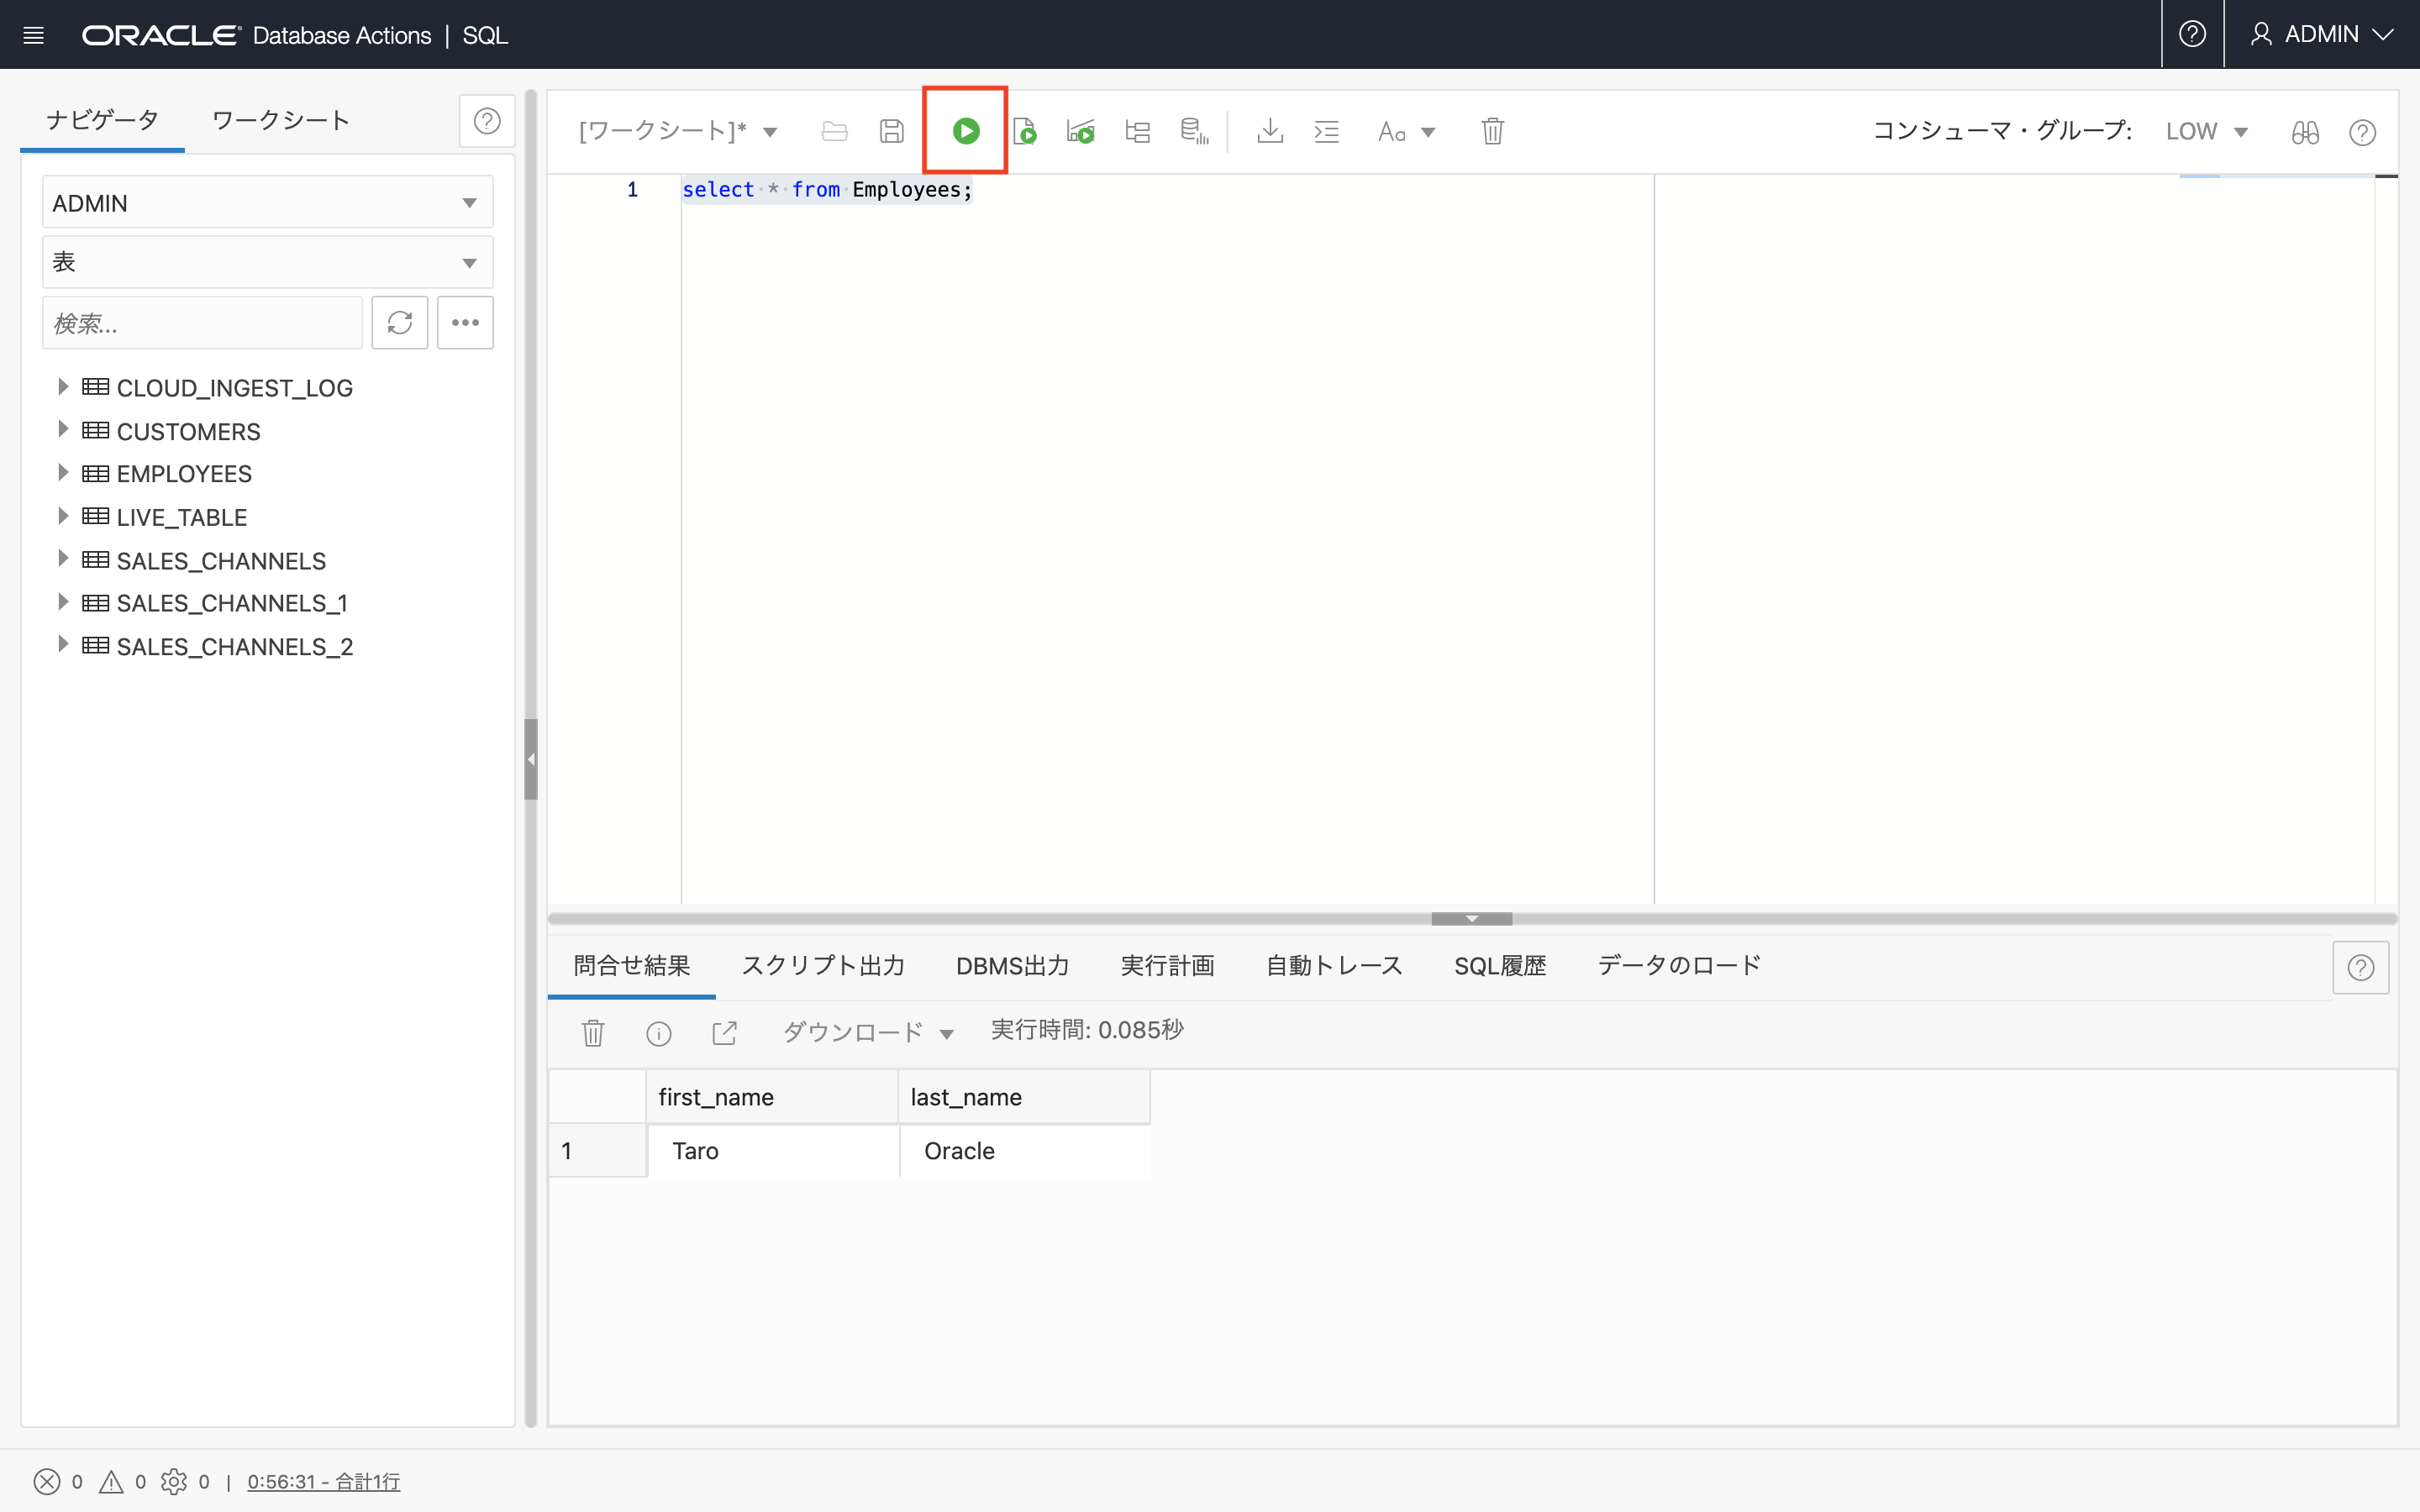 ORACLE Database Actions | SQL
ADMIN
ナビゲータ ワークシート
[ワークシート]*
Aa
コンシューマ・グループ: LOW
ADMIN
表
検索...
CLOUD_INGEST_LOG
CUSTOMERS
EMPLOYEES
LIVE_TABLE
SALES_CHANNELS
SALES_CHANNELS_1
SALES_CHANNELS_2
1 select * from Employees;
問合せ結果 スクリプト出力 DBMS出力 実行計画 自動トレース SQL履歴 データのロード
ダウンロード 実行時間: 0.085秒
first_name last_name
1 Taro Oracle
0 0 0 | 0:56:31 - 合計1行